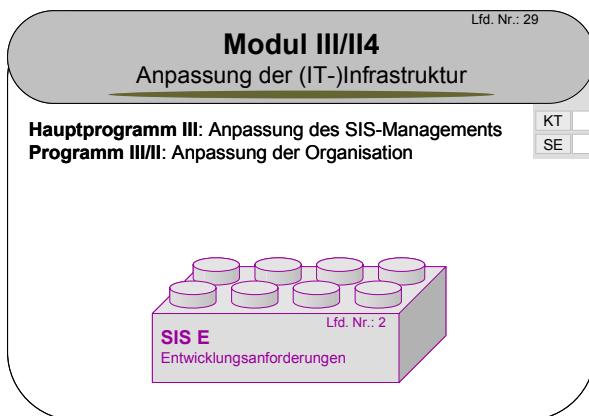 Lfd. Nr.: 29
Modul III/II4
Anpassung der (IT-)Infrastruktur
Hauptprogramm III: Anpassung des SIS-Managements
Programm III/II: Anpassung der Organisation
KT
SE
Lfd. Nr.: 2
SIS E
Entwicklungsanforderungen